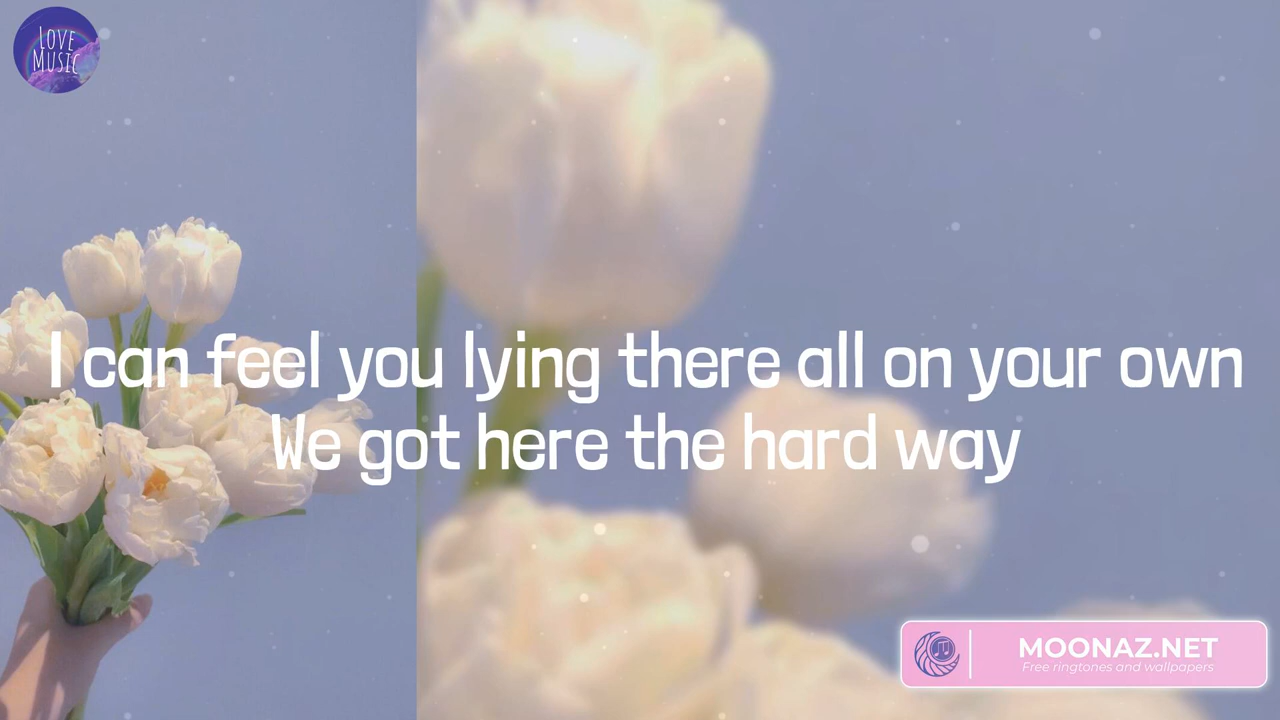 LOVE
MUSIC
I can feel you lying there all on your own
We got here the hard way
MOONAZ.NET
Free ringtones and wallpapers